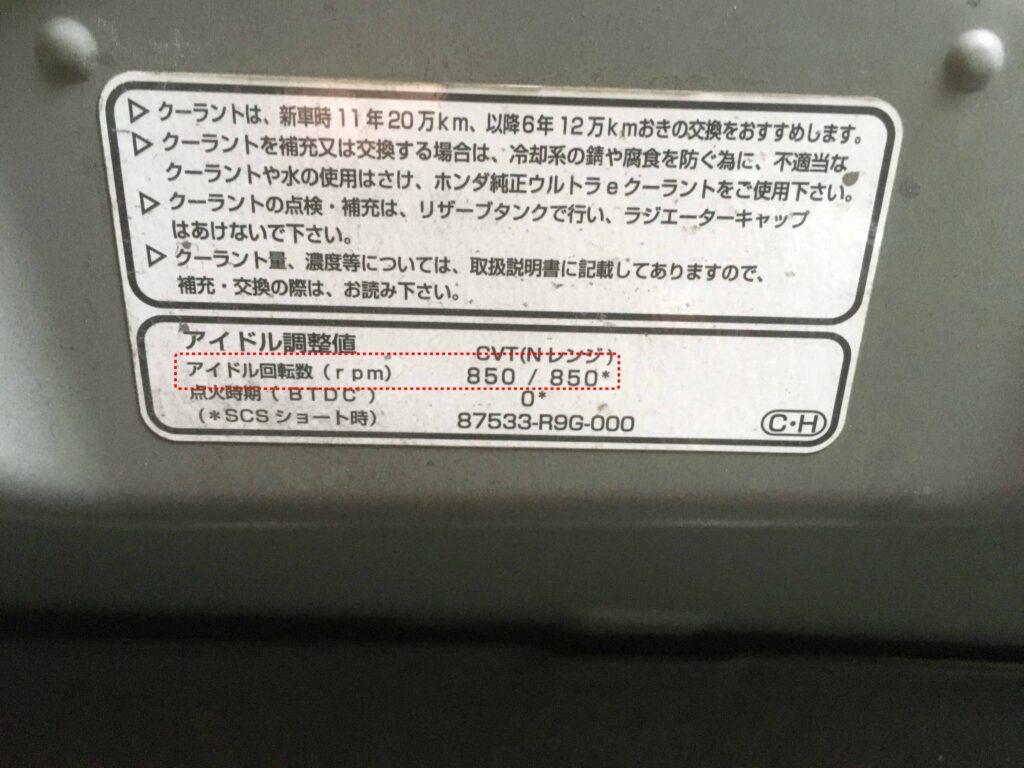 ▷ クーラントは、新車時11年20万km、以降6年12万kmおきの交換をおすすめします。
▷ クーラントを補充又は交換する場合は、冷却系の錆や腐食を防ぐ為に、不適当な
クーラントや水の使用はさけ、ホンダ純正ウルトラeクーラントをご使用下さい。
▷ クーラントの点検・補充は、リザーブタンクで行い、ラジエーターキャップ
はあけないで下さい。
▷ クーラント量、濃度等については、取扱説明書に記載してありますので、
補充・交換の際は、お読み下さい。
アイドル調整値 CVT(Nレンジ)
アイドル回転数(rpm) 850 / 850*
点火時期(BTDC°) 0*
(*SCSショート時) 87533-R9G-000
C・H